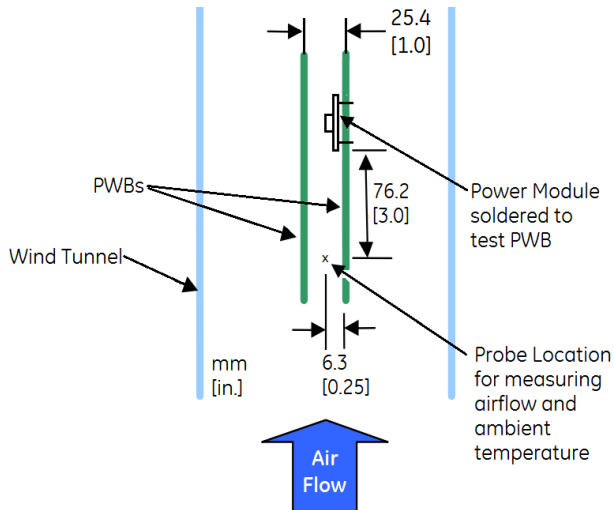 25.4
[1.0]
PWBs
76.2
[3.0]
Power Module
soldered to
test PWB
Wind Tunnel
x
mm
[in.]
6.3
[0.25]
Probe Location
for measuring
airflow and
ambient
temperature
Air
Flow